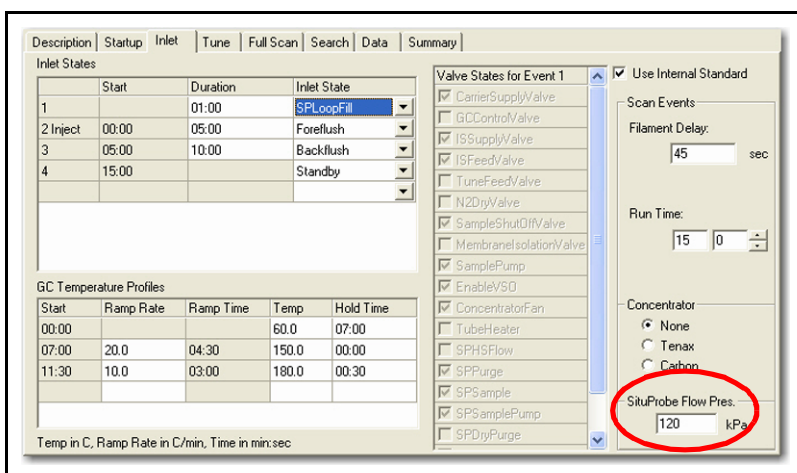 Description Startup Inlet Tune Full Scan Search Data Summary
Inlet States
Start Duration Inlet State
1 01:00 SPLoopFill
2 Inject 00:00 05:00 Foreflush
3 05:00 10:00 Backflush
4 15:00 Standby
GC Temperature Profiles
Start Ramp Rate Ramp Time Temp Hold Time
00:00 60.0 07:00
07:00 20.0 04:30 150.0 00:00
11:30 10.0 03:00 180.0 00:30
Temp in C, Ramp Rate in C/min, Time in min:sec
Valve States for Event 1
CarrierSupplyValve
GCControlValve
ISSupplyValve
ISFeedValve
TuneFeedValve
N2DryValve
SampleShutOffValve
MembraneIsolationValve
SamplePump
EnableVSO
ConcentratorFan
TubeHeater
SPHSFlow
SPPurge
SPSample
SPSamplePump
SPDryPurge
Use Internal Standard
Scan Events
Filament Delay:
45 sec
Run Time:
15 0
Concentrator
None
Tenax
Carbon
SituProbe Flow Pres.
120 kPa